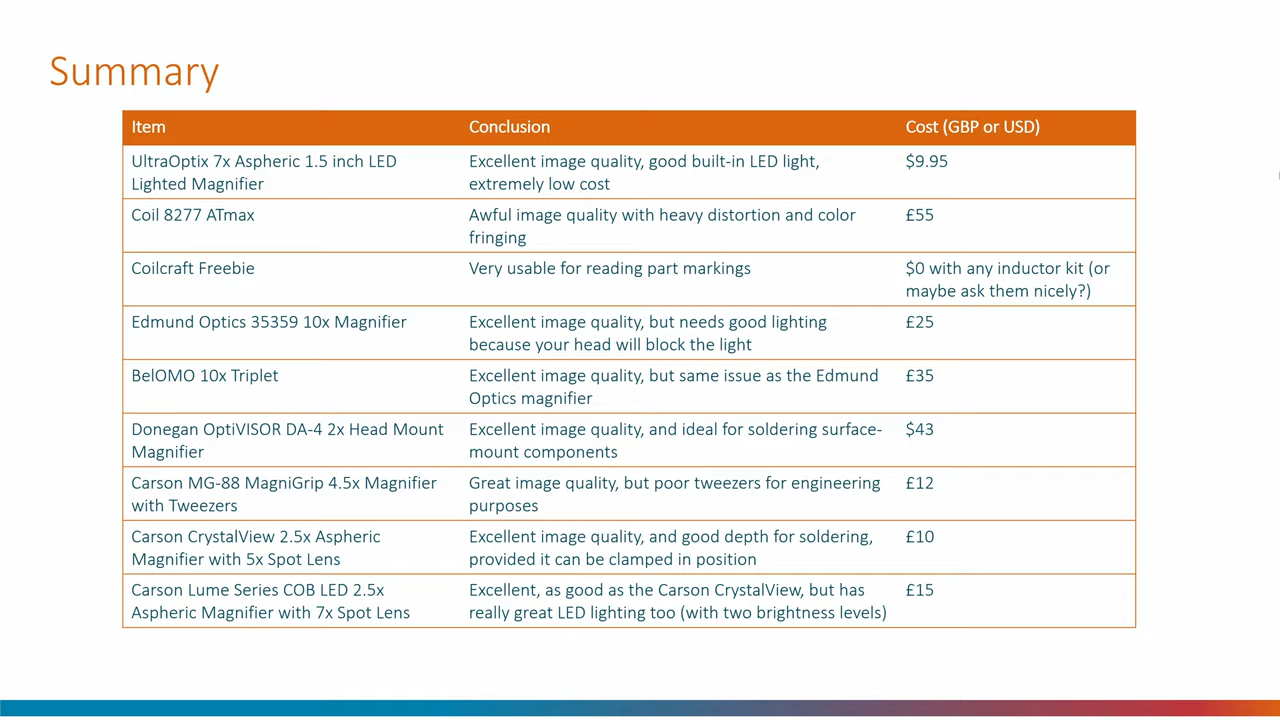 Summary
Item Conclusion Cost (GBP or USD)
UltraOptix 7x Aspheric 1.5 inch LED Excellent image quality, good built-in LED light, $9.95
Lighted Magnifier extremely low cost
Coil 8277 ATmax Awful image quality with heavy distortion and color £55
fringing
Coilcraft Freebie Very usable for reading part markings $0 with any inductor kit (or
maybe ask them nicely?)
Edmund Optics 35359 10x Magnifier Excellent image quality, but needs good lighting £25
because your head will block the light
BelOMO 10x Triplet Excellent image quality, but same issue as the Edmund £35
Optics magnifier
Donegan OptiVISOR DA-4 2x Head Mount Excellent image quality, and ideal for soldering surface- $43
Magnifier mount components
Carson MG-88 MagniGrip 4.5x Magnifier Great image quality, but poor tweezers for engineering £12
with Tweezers purposes
Carson CrystalView 2.5x Aspheric Excellent image quality, and good depth for soldering, £10
Magnifier with 5x Spot Lens provided it can be clamped in position
Carson Lume Series COB LED 2.5x Excellent, as good as the Carson CrystalView, but has £15
Aspheric Magnifier with 7x Spot Lens really great LED lighting too (with two brightness levels)